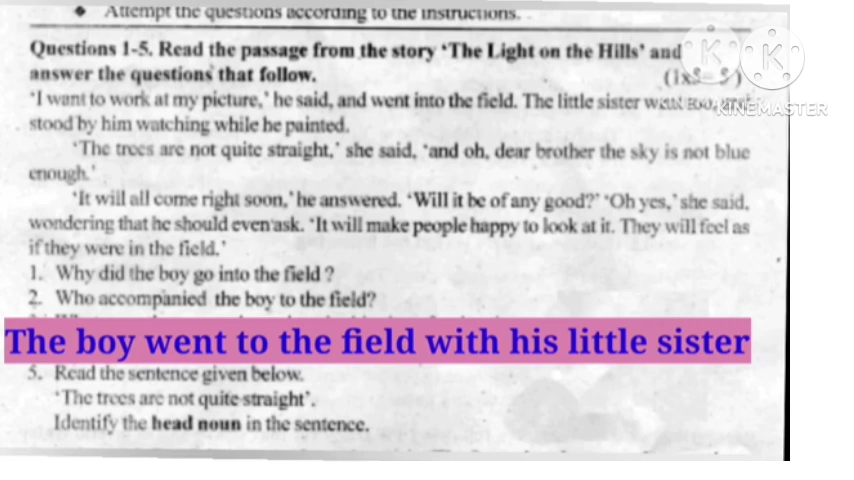 ◆ Attempt the questions according to the instructions.
Questions 1-5. Read the passage from the story ‘The Light on the Hills’ and
answer the questions that follow. (1x5= 5)
‘I want to work at my picture,’ he said, and went into the field. The little sister went too, and
stood by him watching while he painted.
‘The trees are not quite straight,’ she said, ‘and oh, dear brother the sky is not blue
enough.’
‘It will all come right soon,’ he answered. ‘Will it be of any good?’ ‘Oh yes,’ she said,
wondering that he should even ask. ‘It will make people happy to look at it. They will feel as
if they were in the field.’
1. Why did the boy go into the field ?
2. Who accompanied the boy to the field?
The boy went to the field with his little sister
5. Read the sentence given below.
‘The trees are not quite straight’.
Identify the head noun in the sentence.
K K
KINEMASTER